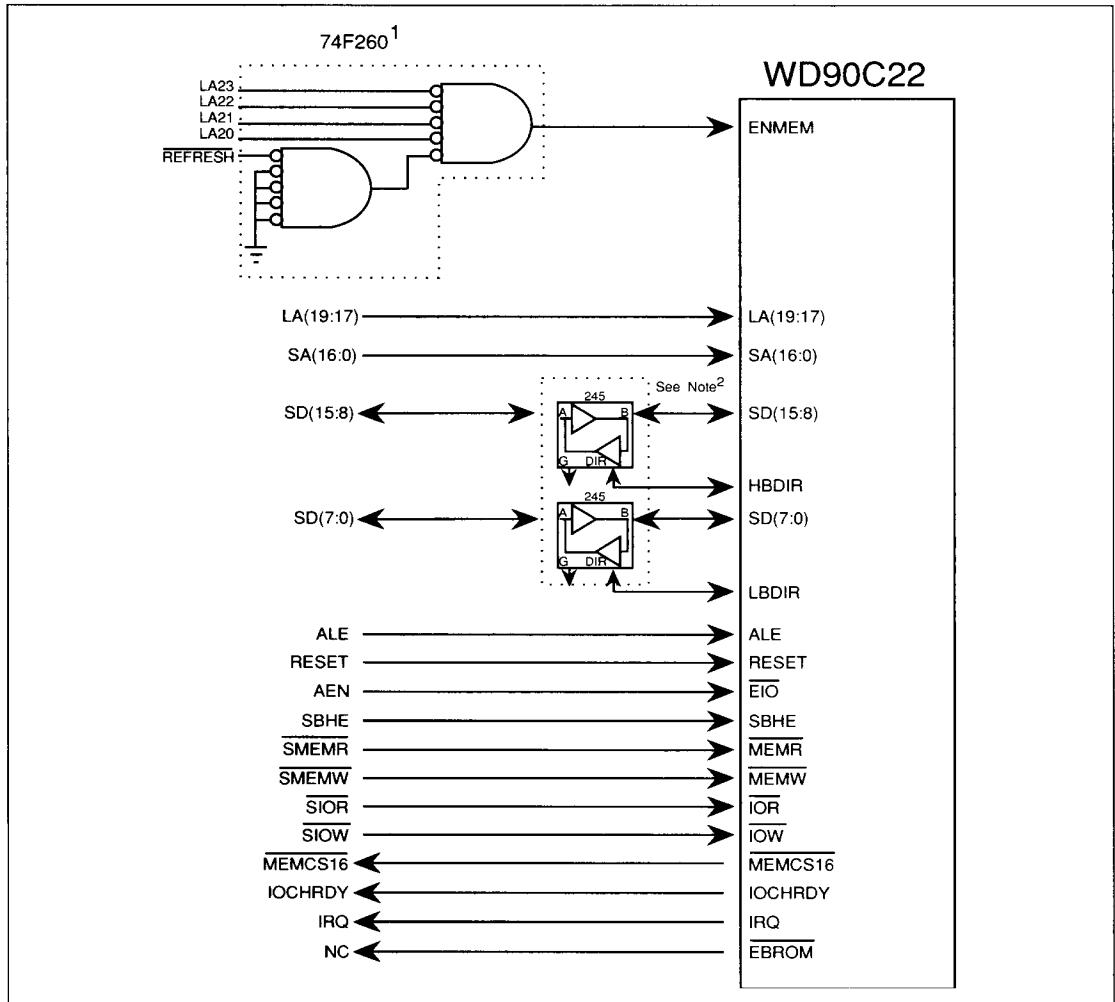 74F260¹
WD90C22
LA23
LA22
LA21
LA20
REFRESH
ENMEM
LA(19:17) LA(19:17)
SA(16:0) SA(16:0)
See Note²
245
SD(15:8) A B SD(15:8)
G DIR
HBDIR
245
SD(7:0) A B SD(7:0)
G DIR
LBDIR
ALE ALE
RESET RESET
AEN EIO
SBHE SBHE
SMEMR MEMR
SMEMW MEMW
SIOR IOR
SIOW IOW
MEMCS16 MEMCS16
IOCHRDY IOCHRDY
IRQ IRQ
NC EBROM